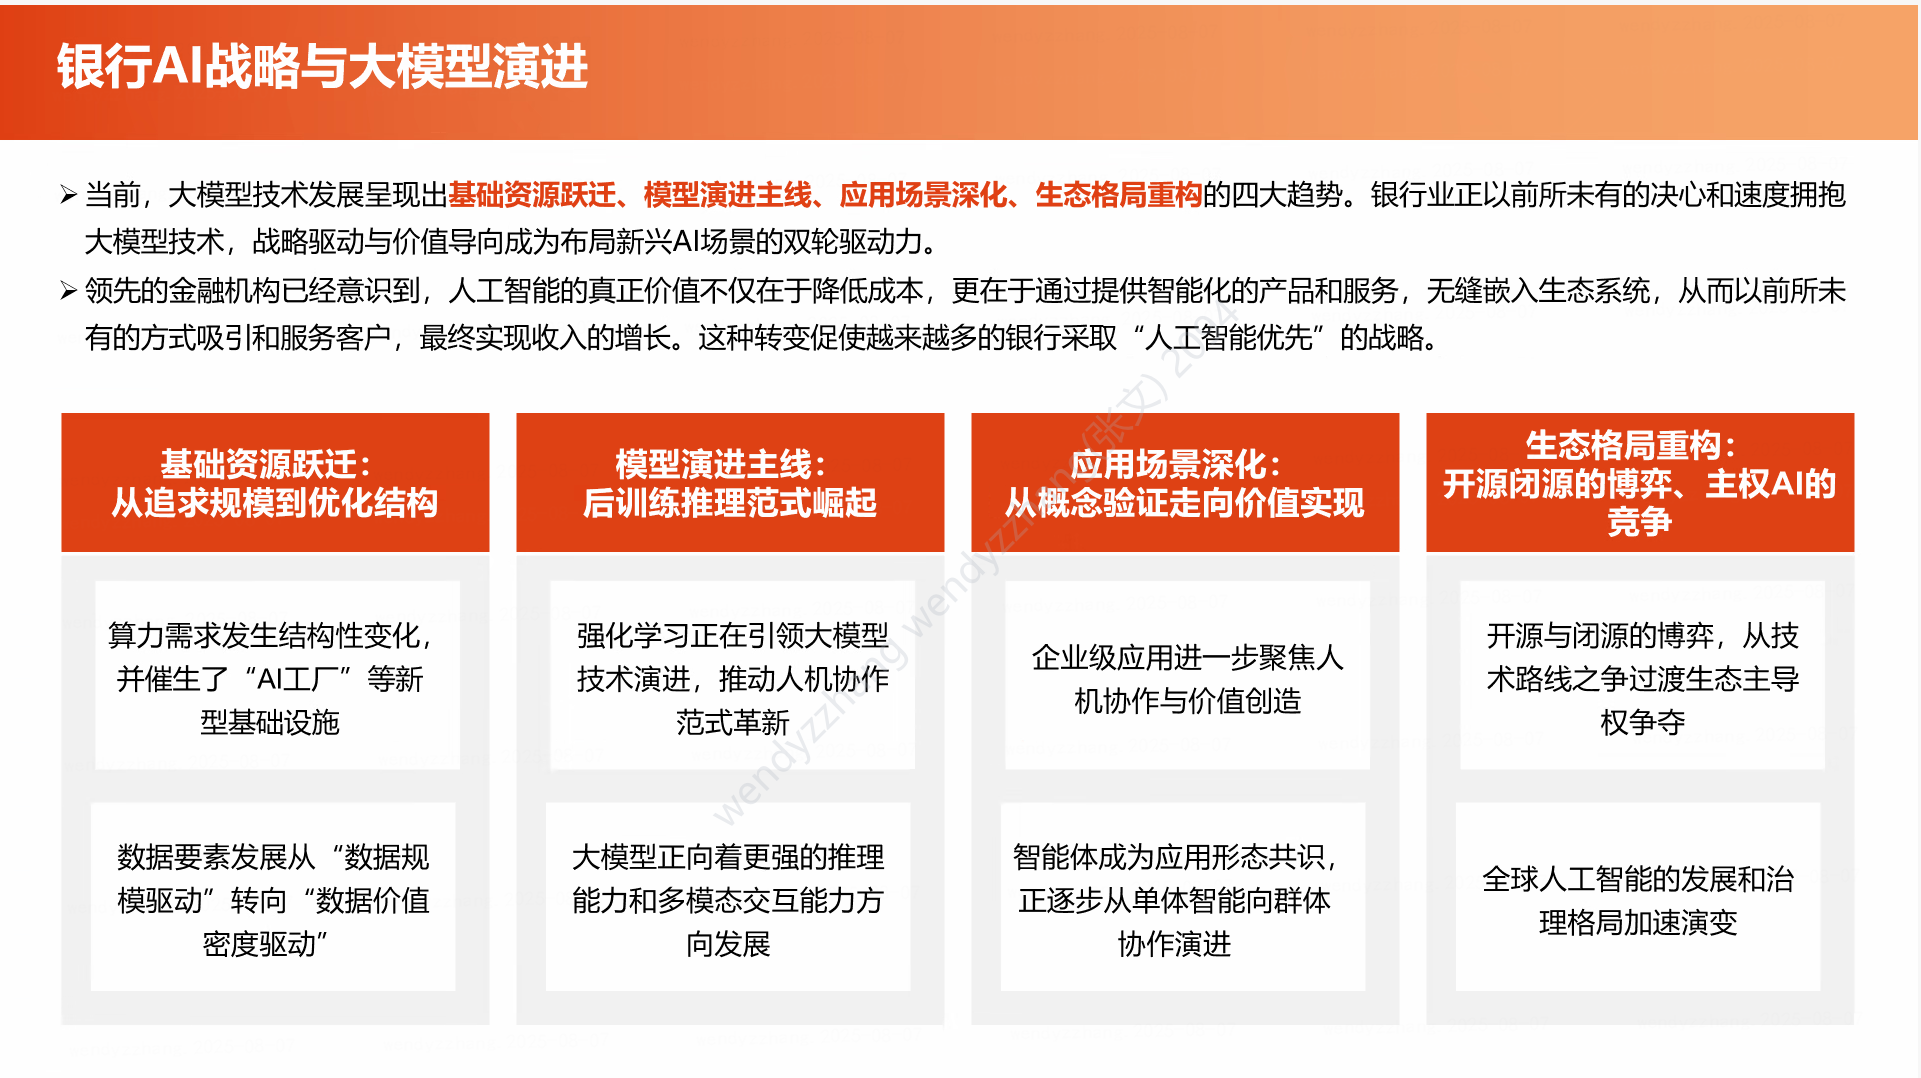 银行AI战略与大模型演进
➢当前，大模型技术发展呈现出基础资源跃迁、模型演进主线、应用场景深化、生态格局重构的四大趋势。银行业正以前所未有的决心和速度拥抱
大模型技术，战略驱动与价值导向成为布局新兴AI场景的双轮驱动力。
➢领先的金融机构已经意识到，人工智能的真正价值不仅在于降低成本，更在于通过提供智能化的产品和服务，无缝嵌入生态系统，从而以前所未
有的方式吸引和服务客户，最终实现收入的增长。这种转变促使越来越多的银行采取“人工智能优先”的战略。
基础资源跃迁：
从追求规模到优化结构
算力需求发生结构性变化，
并催生了“AI工厂”等新
型基础设施
数据要素发展从“数据规
模驱动”转向“数据价值
密度驱动”
模型演进主线：
后训练推理范式崛起
强化学习正在引领大模型
技术演进，推动人机协作
范式革新
大模型正向着更强的推理
能力和多模态交互能力方
向发展
应用场景深化：
从概念验证走向价值实现
企业级应用进一步聚焦人
机协作与价值创造
智能体成为应用形态共识，
正逐步从单体智能向群体
协作演进
生态格局重构：
开源闭源的博弈、主权AI的
竞争
开源与闭源的博弈，从技
术路线之争过渡生态主导
权争夺
全球人工智能的发展和治
理格局加速演变
wendyzzhang wendyzzhang(张文) 2004